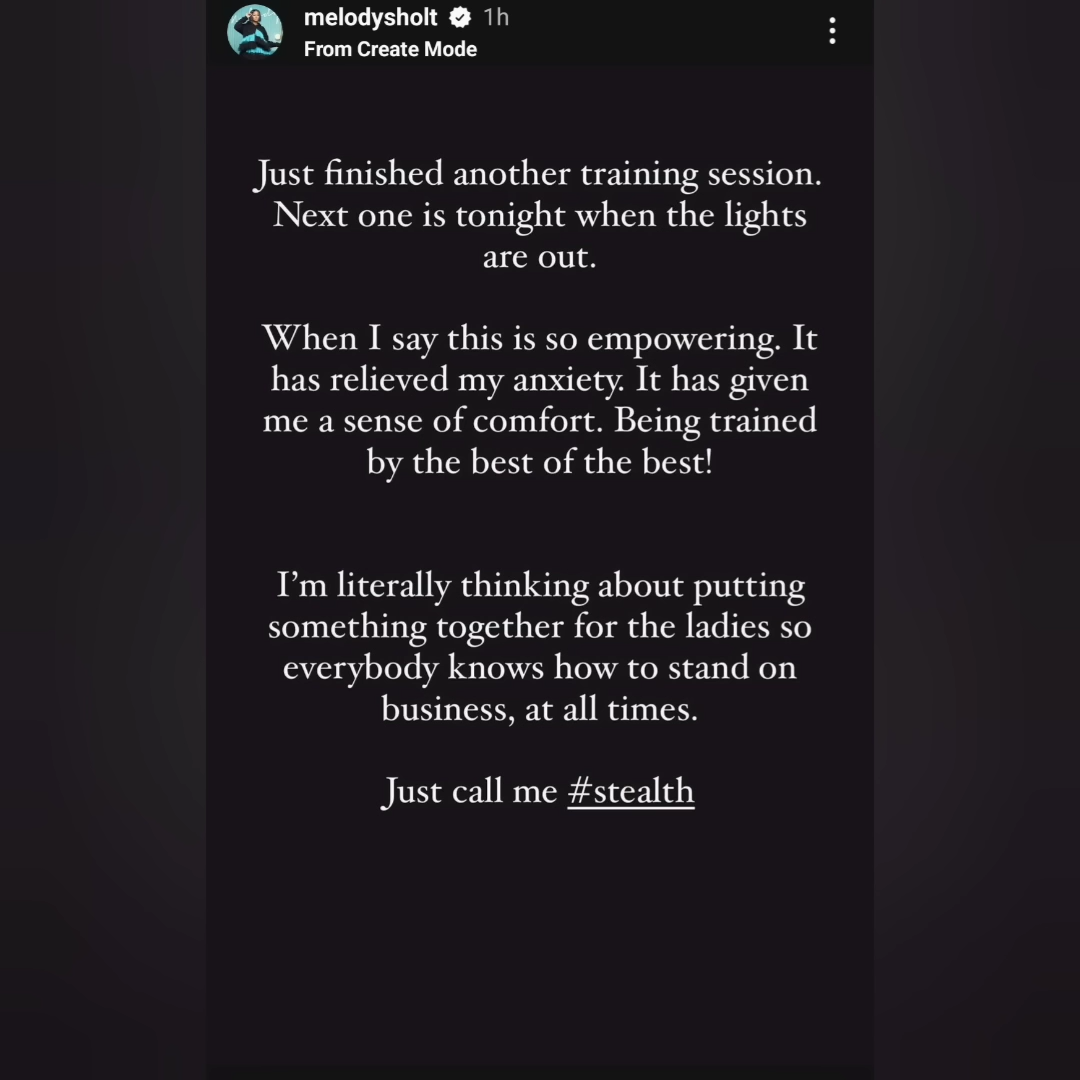 melodysholt 1h
From Create Mode
Just finished another training session.
Next one is tonight when the lights
are out.
When I say this is so empowering. It
has relieved my anxiety. It has given
me a sense of comfort. Being trained
by the best of the best!
I'm literally thinking about putting
something together for the ladies so
everybody knows how to stand on
business, at all times.
Just call me #stealth